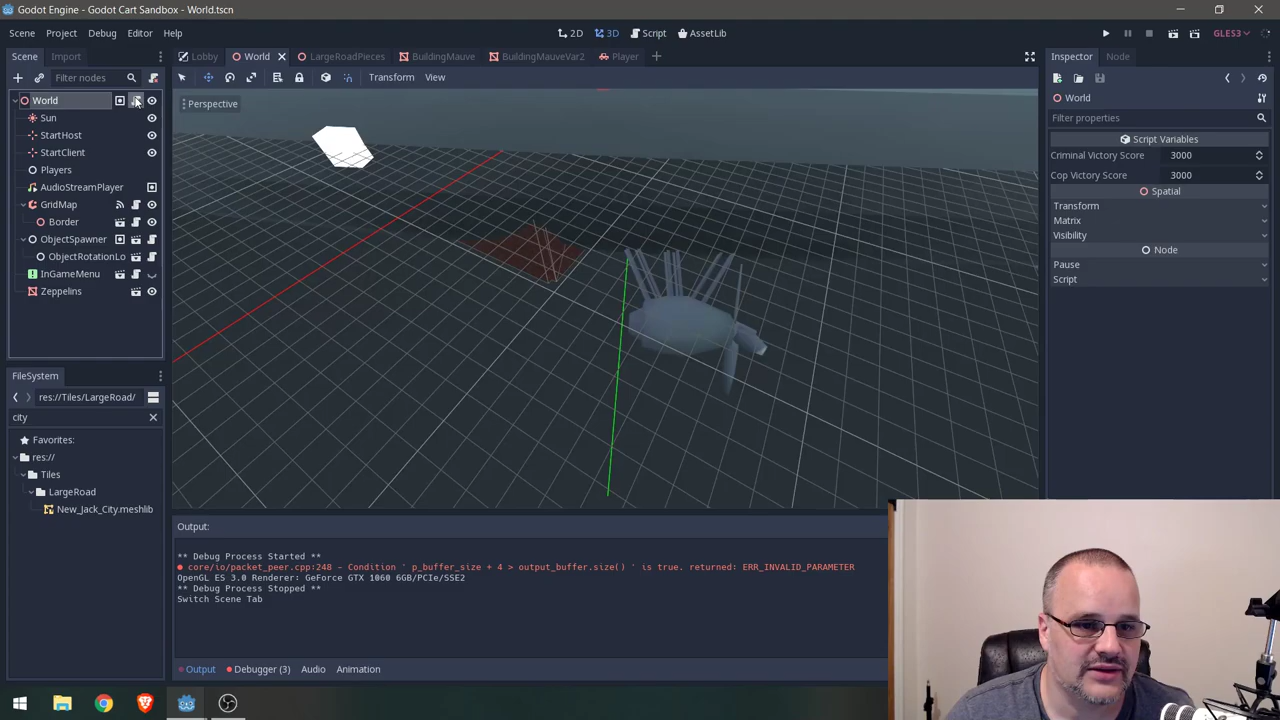 Godot Engine - Godot Cart Sandbox - World.tscn
Scene Project Debug Editor Help
2D 3D Script AssetLib
GLES3
Scene Import
Lobby World LargeRoadPieces BuildingMauve BuildingMauveVar2 Player
Inspector Node
Filter nodes
Transform View
World
Perspective
World
Filter properties
Sun
StartHost
StartClient
Players
AudioStreamPlayer
GridMap
Border
ObjectSpawner
ObjectRotationLo
InGameMenu
Zeppelins
Script Variables
Criminal Victory Score 3000
Cop Victory Score 3000
Spatial
Transform
Matrix
Visibility
Node
Pause
Script
FileSystem
res://Tiles/LargeRoad/
city
Favorites:
res://
Tiles
LargeRoad
New_Jack_City.meshlib
Output:
** Debug Process Started **
core/io/packet_peer.cpp:248 - Condition ' p_buffer_size + 4 > output_buffer.size() ' is true. returned: ERR_INVALID_PARAMETER
OpenGL ES 3.0 Renderer: GeForce GTX 1060 6GB/PCIe/SSE2
** Debug Process Stopped **
Switch Scene Tab
Output Debugger (3) Audio Animation